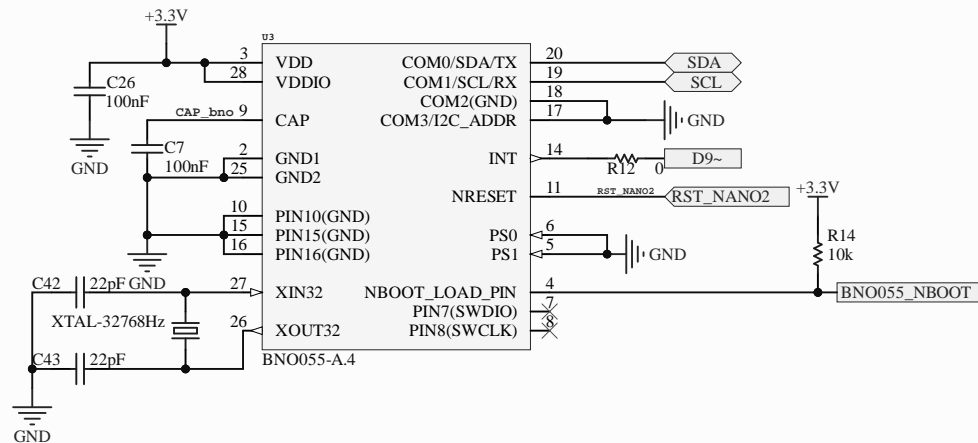 +3.3V
U3
3 VDD COM0/SDA/TX 20 SDA
28 VDDIO COM1/SCL/RX 19 SCL
C26
100nF
COM2(GND) 18
CAP_bno 9 CAP COM3/I2C_ADDR 17 GND
GND
C7
100nF
2 GND1 INT 14 R12 0 D9~
25 GND2
NRESET 11 RST_NANO2 RST_NANO2
+3.3V
10 PIN10(GND)
15 PIN15(GND) PS0 6
16 PIN16(GND) PS1 5 GND
R14
10k
GND
C42 22pF 27 XIN32 NBOOT_LOAD_PIN 4 BNO055_NBOOT
PIN7(SWDIO) 7
XTAL-32768Hz 26 XOUT32 PIN8(SWCLK) 8
C43 22pF BNO055-A.4
GND